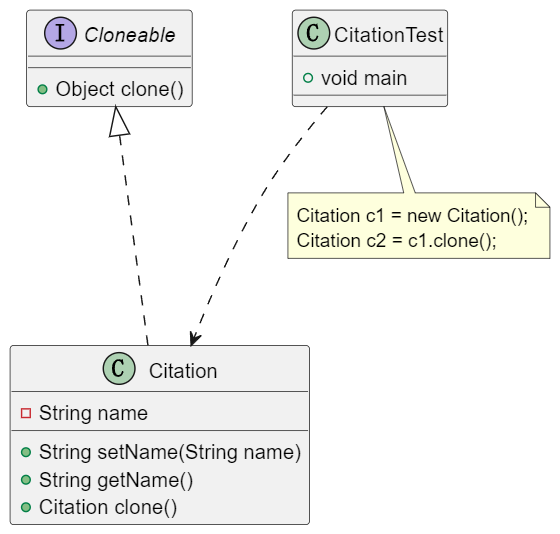 I Cloneable
Object clone()
C CitationTest
void main
Citation c1 = new Citation();
Citation c2 = c1.clone();
C Citation
String name
String setName(String name)
String getName()
Citation clone()